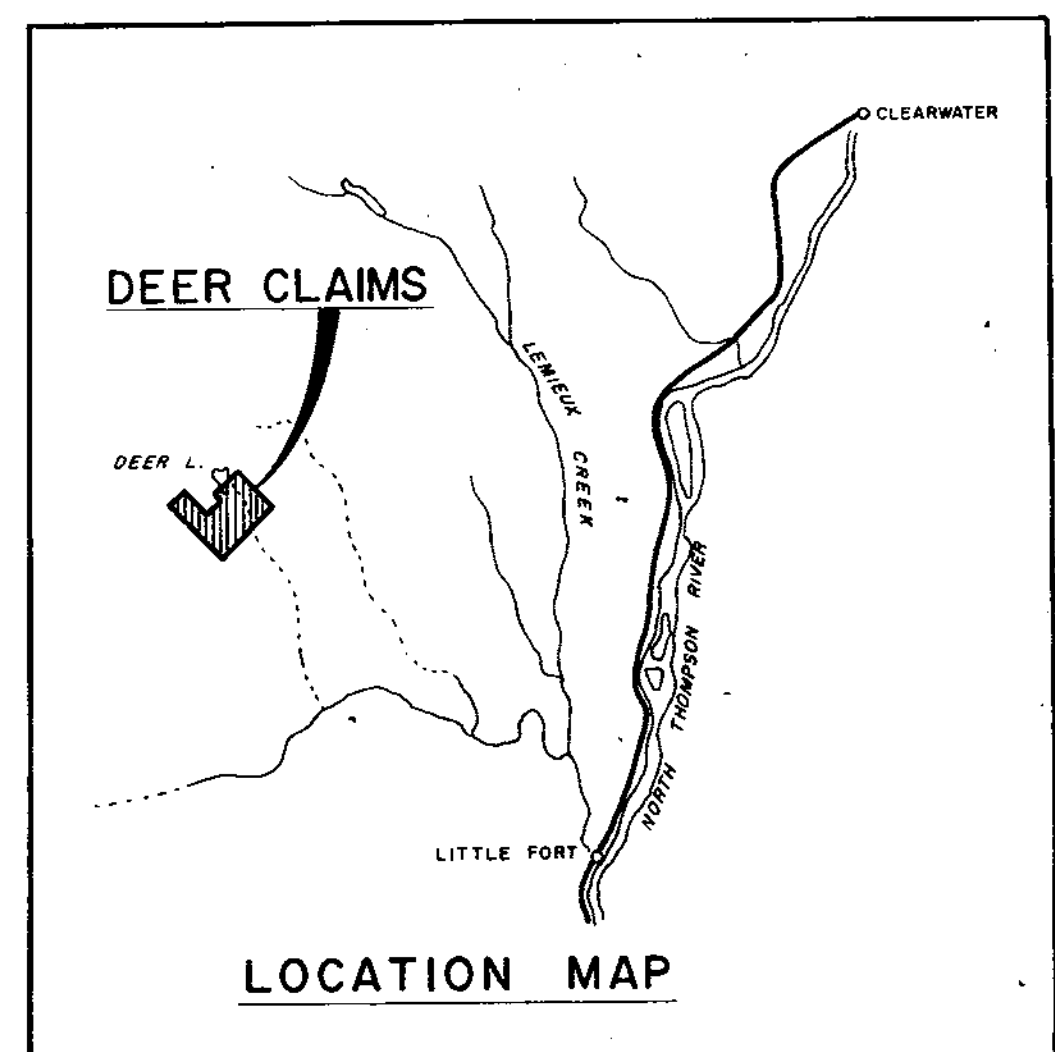 CLEARWATER
DEER CLAIMS
LEMIEUX CREEK
DEER L.
NORTH THOMPSON RIVER
LITTLE FORT
LOCATION MAP